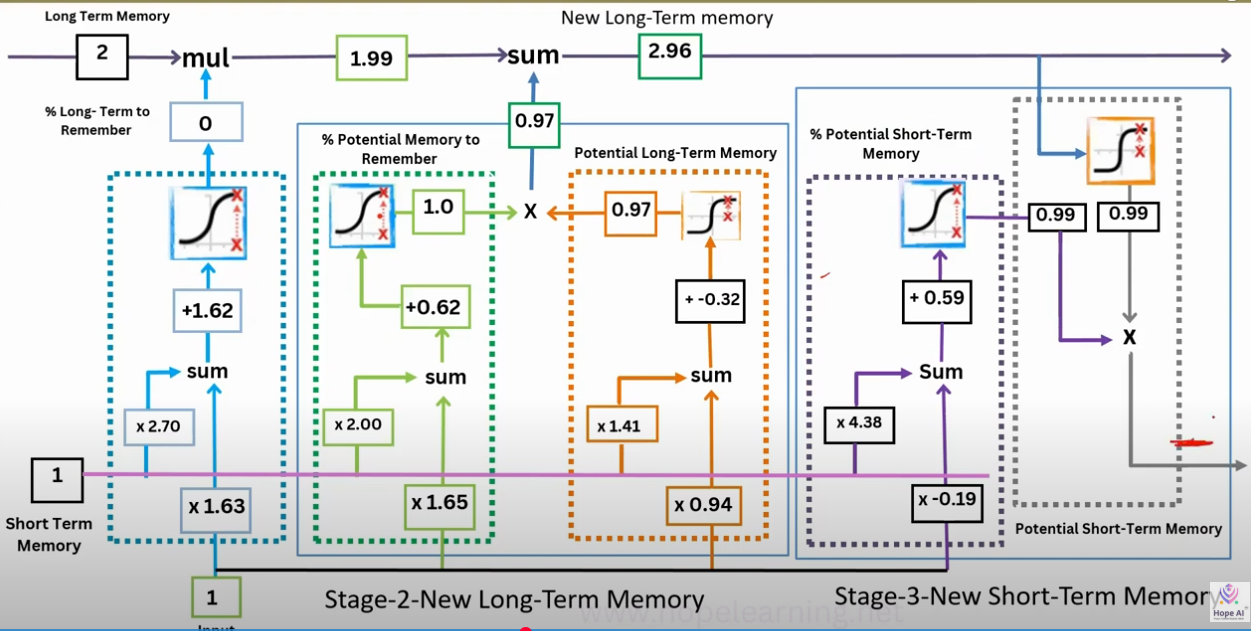 Long Term Memory
New Long-Term memory
2
mul
1.99
sum
2.96
% Long- Term to
Remember
0
0.97
% Potential Memory to
Remember
Potential Long-Term Memory
% Potential Short-Term
Memory
1.0
X
0.97
0.99
0.99
+1.62
+0.62
+ -0.32
+ 0.59
X
sum
sum
sum
Sum
x 2.70
x 2.00
x 1.41
x 4.38
1
Short Term
Memory
x 1.63
x 1.65
x 0.94
x -0.19
Potential Short-Term Memory
1
Input
Stage-2-New Long-Term Memory
Stage-3-New Short-Term Memory
www.hopelearning.net
Hope AI